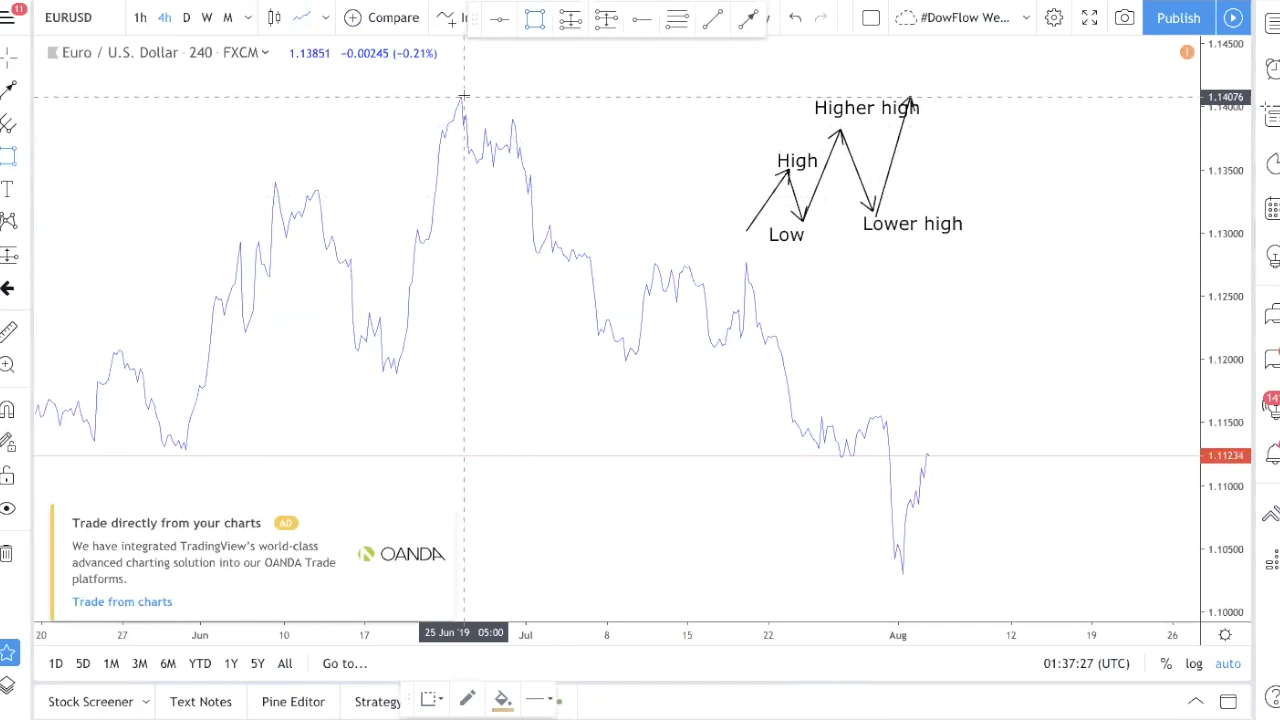 11
EURUSD 1h 4h D W M Compare #DowFlow We... Publish
Euro / U.S. Dollar · 240 · FXCM 1.13851 −0.00245 (−0.21%)
1.14500
1.14076
1.14000
Higher high
High
1.13500
Lower high
Low
1.13000
1.12500
1.12000
1.11500
1.11234
1.11000
1.10500
1.10000
Trade directly from your charts AD
We have integrated TradingView's world-class
advanced charting solution into our OANDA Trade
platforms.
OANDA
Trade from charts
20 27 Jun 10 17 25 Jun '19 05:00 Jul 8 15 22 Aug 12 19 26
1D 5D 1M 3M 6M YTD 1Y 5Y All Go to... 01:37:27 (UTC) % log auto
Stock Screener Text Notes Pine Editor Strategy